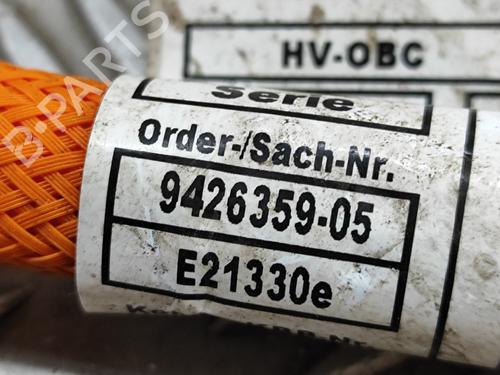 B-PARTS
HV-OBC
Serie
Order-/Sach-Nr.
9426359-05
E21330e